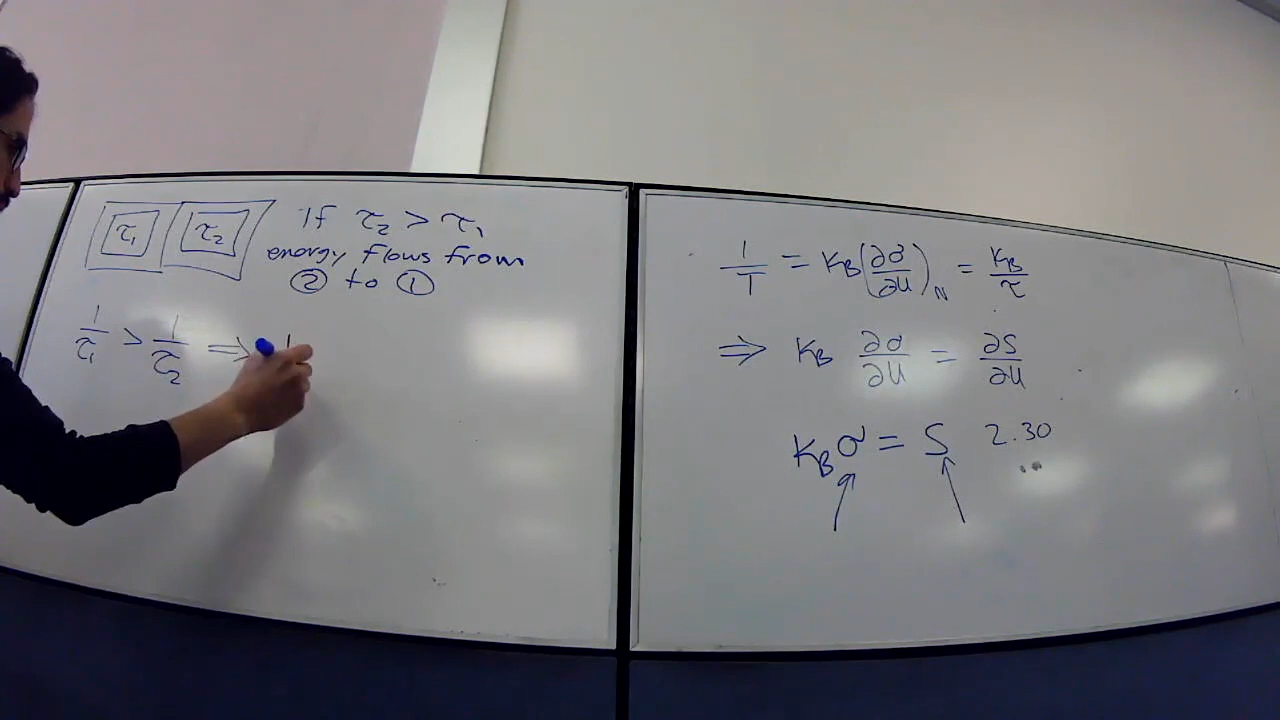 τ₁ τ₂ If τ₂ > τ₁
energy flows from
② to ①
1/τ₁ > 1/τ₂ ⇒
1/T = K_B (∂σ/∂U)_N = K_B/τ
⇒ K_B ∂σ/∂U = ∂S/∂U
K_B σ = S 2.30